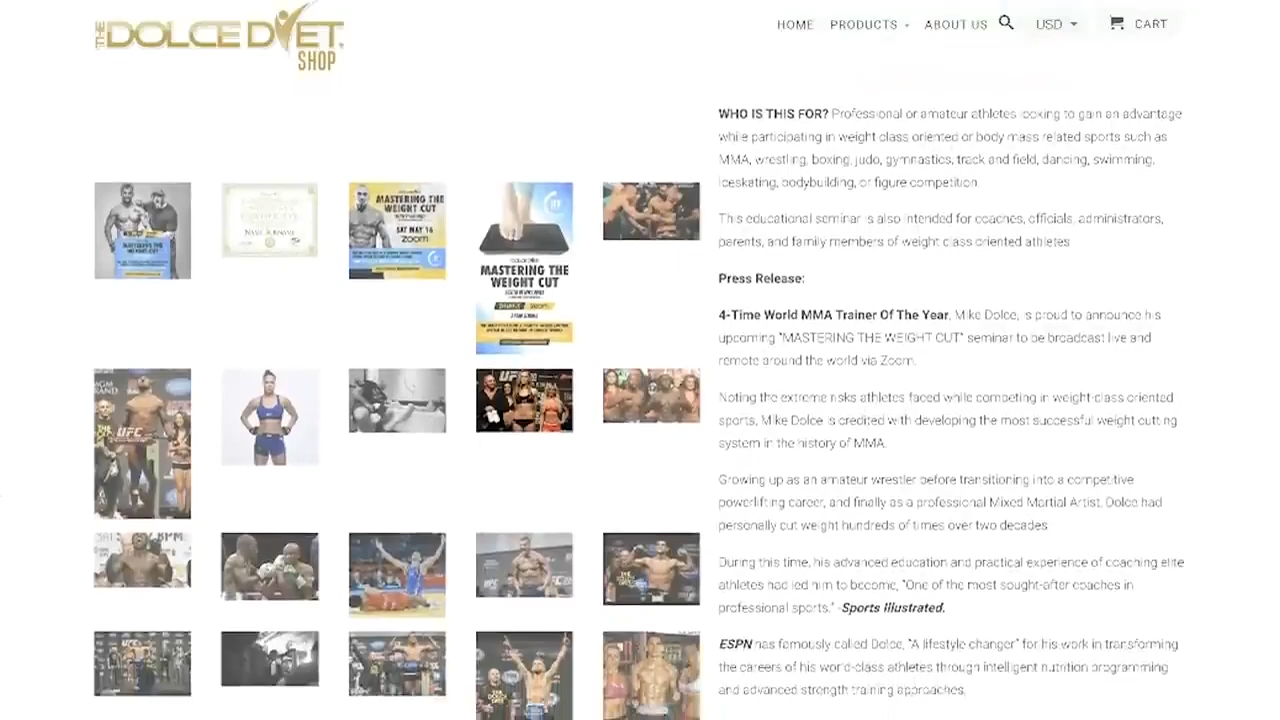 THE DOLCE DIET
SHOP
HOME PRODUCTS ABOUT US USD CART
WHO IS THIS FOR? Professional or amateur athletes looking to gain an advantage
while participating in weight class oriented or body mass related sports such as
MMA, wrestling, boxing, judo, gymnastics, track and field, dancing, swimming,
iceskating, bodybuilding, or figure competition
This educational seminar is also intended for coaches, officials, administrators,
parents, and family members of weight class oriented athletes
Press Release:
4-Time World MMA Trainer Of The Year, Mike Dolce, is proud to announce his
upcoming "MASTERING THE WEIGHT CUT" seminar to be broadcast live and
remote around the world via Zoom.
Noting the extreme risks athletes faced while competing in weight-class oriented
sports, Mike Dolce is credited with developing the most successful weight cutting
system in the history of MMA.
Growing up as an amateur wrestler before transitioning into a competitive
powerlifting career, and finally as a professional Mixed Martial Artist, Dolce had
personally cut weight hundreds of times over two decades
During this time, his advanced education and practical experience of coaching elite
athletes had led him to become, "One of the most sought-after coaches in
professional sports." -Sports Illustrated.
ESPN has famously called Dolce, "A lifestyle changer" for his work in transforming
the careers of his world-class athletes through intelligent nutrition programming
and advanced strength training approaches.
MASTERING
THE WEIGHT CUT
SAT MAY 16
zoom
MASTERING THE
WEIGHT CUT
MGM
GRAND
UFC